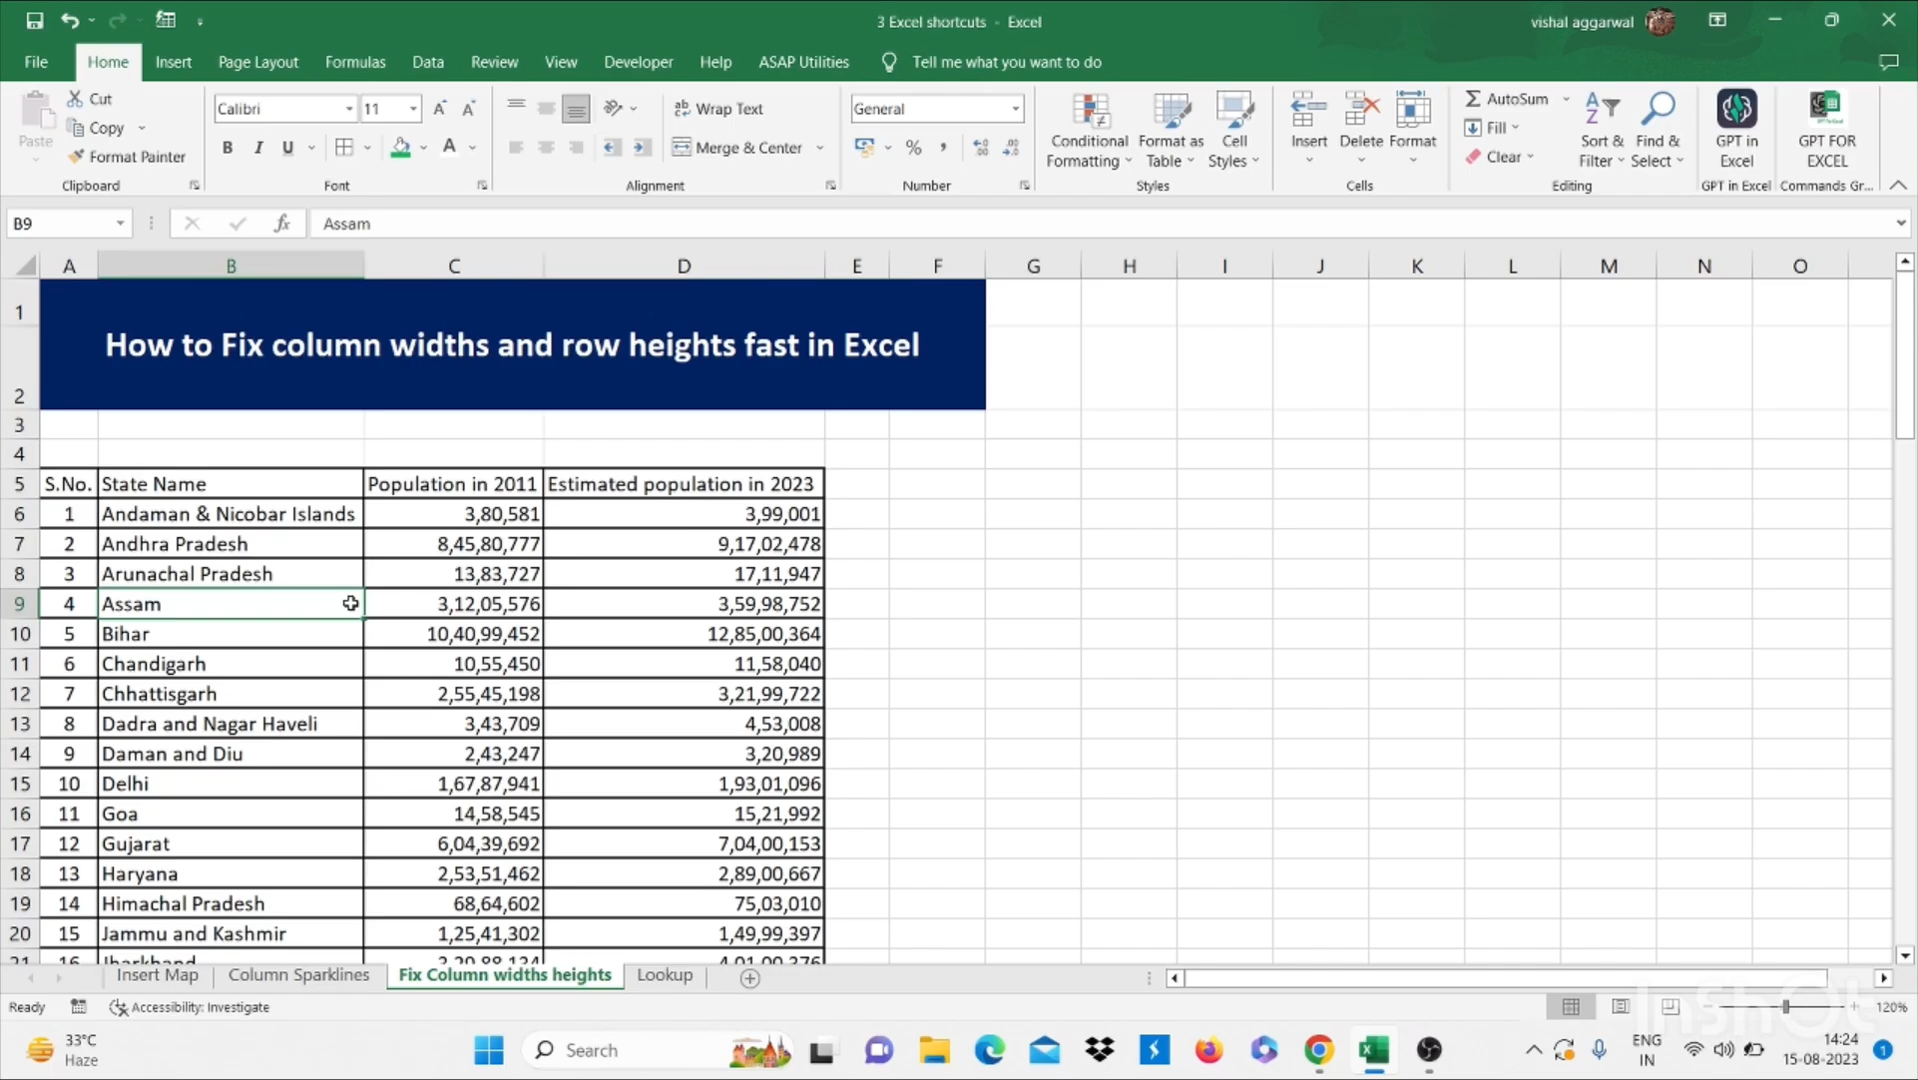 3 Excel shortcuts - Excel
vishal aggarwal
File Home Insert Page Layout Formulas Data Review View Developer Help ASAP Utilities Tell me what you want to do
Paste
Cut
Copy
Format Painter
Clipboard
Calibri 11
B I U
Font
Wrap Text
Merge & Center
Alignment
General
Number
Conditional Formatting
Format as Table
Cell Styles
Styles
Insert
Delete
Format
Cells
AutoSum
Fill
Clear
Sort & Filter
Find & Select
Editing
GPT in Excel
GPT in Excel
GPT FOR EXCEL
Commands Gr...
B9 fx Assam
A B C D E F G H I J K L M N O
1
How to Fix column widths and row heights fast in Excel
2
3
4
5 S.No. State Name Population in 2011 Estimated population in 2023
6 1 Andaman & Nicobar Islands 3,80,581 3,99,001
7 2 Andhra Pradesh 8,45,80,777 9,17,02,478
8 3 Arunachal Pradesh 13,83,727 17,11,947
9 4 Assam 3,12,05,576 3,59,98,752
10 5 Bihar 10,40,99,452 12,85,00,364
11 6 Chandigarh 10,55,450 11,58,040
12 7 Chhattisgarh 2,55,45,198 3,21,99,722
13 8 Dadra and Nagar Haveli 3,43,709 4,53,008
14 9 Daman and Diu 2,43,247 3,20,989
15 10 Delhi 1,67,87,941 1,93,01,096
16 11 Goa 14,58,545 15,21,992
17 12 Gujarat 6,04,39,692 7,04,00,153
18 13 Haryana 2,53,51,462 2,89,00,667
19 14 Himachal Pradesh 68,64,602 75,03,010
20 15 Jammu and Kashmir 1,25,41,302 1,49,99,397
Insert Map Column Sparklines Fix Column widths heights Lookup
Ready Accessibility: Investigate 120%
InShOt
33°C
Haze
Search
ENG
IN
14:24
15-08-2023
1